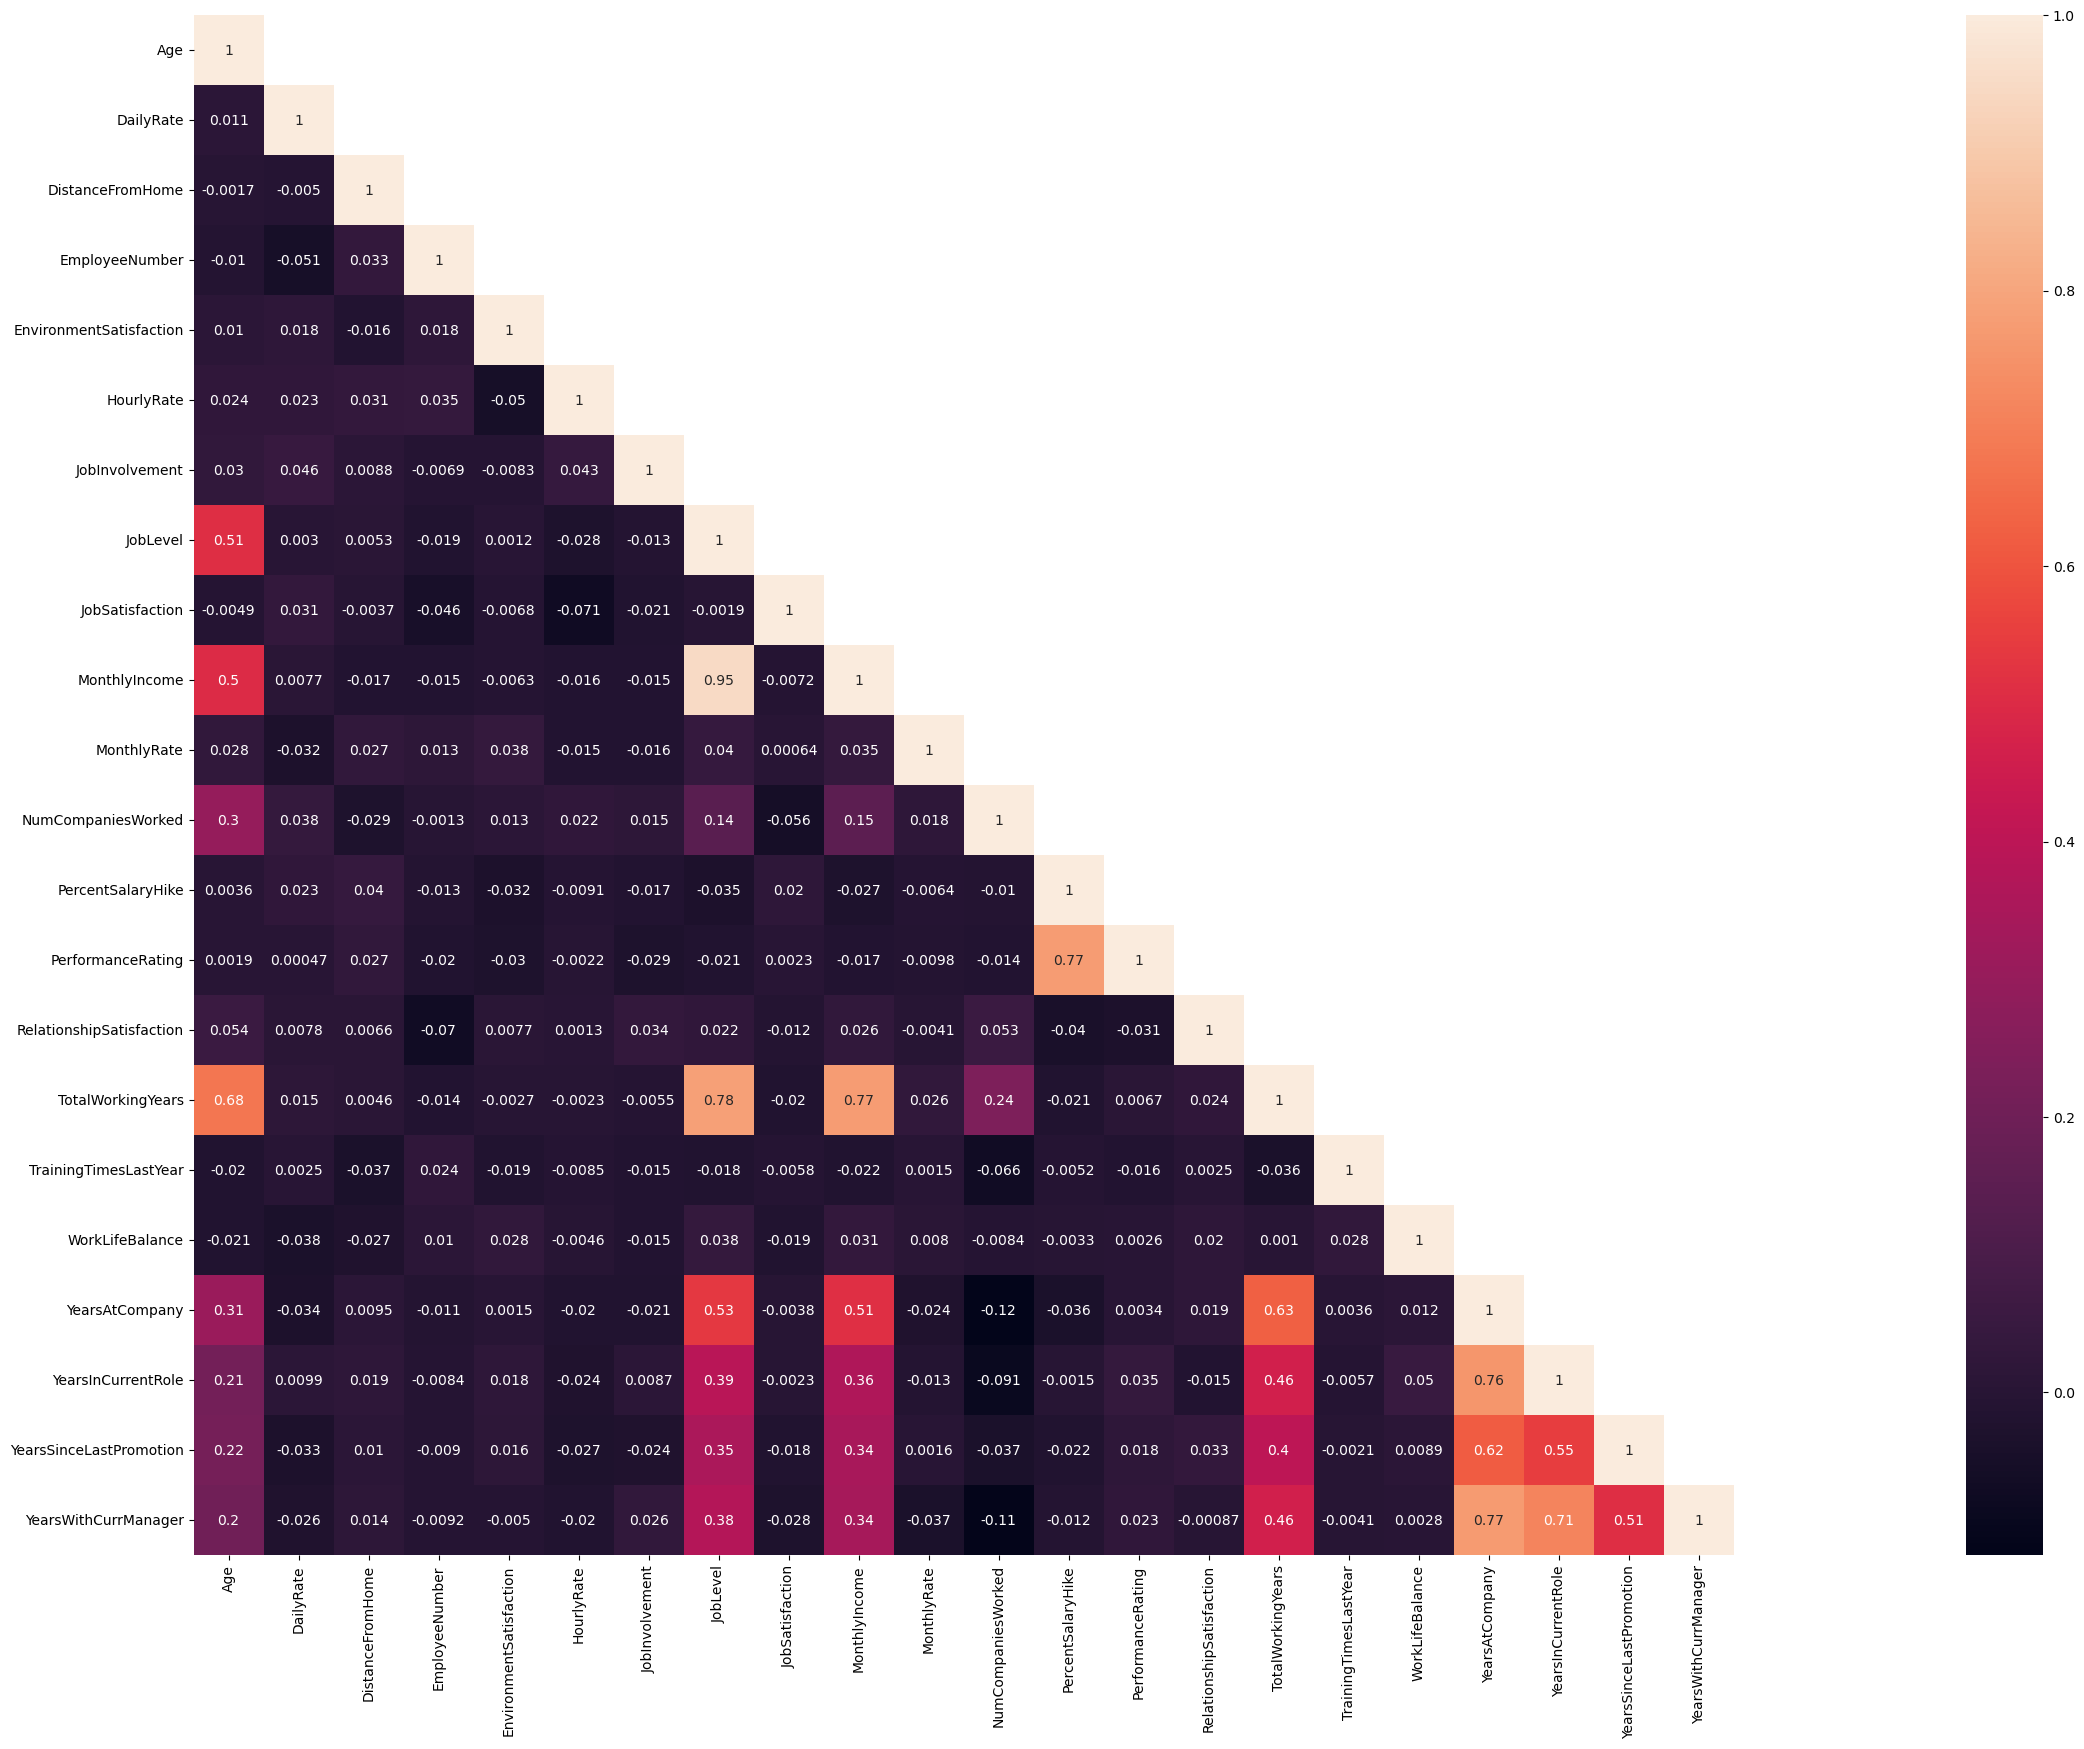 Age 1
DailyRate 0.011 1
DistanceFromHome -0.0017 -0.005 1
EmployeeNumber -0.01 -0.051 0.033 1
EnvironmentSatisfaction 0.01 0.018 -0.016 0.018 1
HourlyRate 0.024 0.023 0.031 0.035 -0.05 1
JobInvolvement 0.03 0.046 0.0088 -0.0069 -0.0083 0.043 1
JobLevel 0.51 0.003 0.0053 -0.019 0.0012 -0.028 -0.013 1
JobSatisfaction -0.0049 0.031 -0.0037 -0.046 -0.0068 -0.071 -0.021 -0.0019 1
MonthlyIncome 0.5 0.0077 -0.017 -0.015 -0.0063 -0.016 -0.015 0.95 -0.0072 1
MonthlyRate 0.028 -0.032 0.027 0.013 0.038 -0.015 -0.016 0.04 0.00064 0.035 1
NumCompaniesWorked 0.3 0.038 -0.029 -0.0013 0.013 0.022 0.015 0.14 -0.056 0.15 0.018 1
PercentSalaryHike 0.0036 0.023 0.04 -0.013 -0.032 -0.0091 -0.017 -0.035 0.02 -0.027 -0.0064 -0.01 1
PerformanceRating 0.0019 0.00047 0.027 -0.02 -0.03 -0.0022 -0.029 -0.021 0.0023 -0.017 -0.0098 -0.014 0.77 1
RelationshipSatisfaction 0.054 0.0078 0.0066 -0.07 0.0077 0.0013 0.034 0.022 -0.012 0.026 -0.0041 0.053 -0.04 -0.031 1
TotalWorkingYears 0.68 0.015 0.0046 -0.014 -0.0027 -0.0023 -0.0055 0.78 -0.02 0.77 0.026 0.24 -0.021 0.0067 0.024 1
TrainingTimesLastYear -0.02 0.0025 -0.037 0.024 -0.019 -0.0085 -0.015 -0.018 -0.0058 -0.022 0.0015 -0.066 -0.0052 -0.016 0.0025 -0.036 1
WorkLifeBalance -0.021 -0.038 -0.027 0.01 0.028 -0.0046 -0.015 0.038 -0.019 0.031 0.008 -0.0084 -0.0033 0.0026 0.02 0.001 0.028 1
YearsAtCompany 0.31 -0.034 0.0095 -0.011 0.0015 -0.02 -0.021 0.53 -0.0038 0.51 -0.024 -0.12 -0.036 0.0034 0.019 0.63 0.0036 0.012 1
YearsInCurrentRole 0.21 0.0099 0.019 -0.0084 0.018 -0.024 0.0087 0.39 -0.0023 0.36 -0.013 -0.091 -0.0015 0.035 -0.015 0.46 -0.0057 0.05 0.76 1
YearsSinceLastPromotion 0.22 -0.033 0.01 -0.009 0.016 -0.027 -0.024 0.35 -0.018 0.34 0.0016 -0.037 -0.022 0.018 0.033 0.4 -0.0021 0.0089 0.62 0.55 1
YearsWithCurrManager 0.2 -0.026 0.014 -0.0092 -0.005 -0.02 0.026 0.38 -0.028 0.34 -0.037 -0.11 -0.012 0.023 -0.00087 0.46 -0.0041 0.0028 0.77 0.71 0.51 1
Age
DailyRate
DistanceFromHome
EmployeeNumber
EnvironmentSatisfaction
HourlyRate
JobInvolvement
JobLevel
JobSatisfaction
MonthlyIncome
MonthlyRate
NumCompaniesWorked
PercentSalaryHike
PerformanceRating
RelationshipSatisfaction
TotalWorkingYears
TrainingTimesLastYear
WorkLifeBalance
YearsAtCompany
YearsInCurrentRole
YearsSinceLastPromotion
YearsWithCurrManager
1.0
0.8
0.6
0.4
0.2
0.0